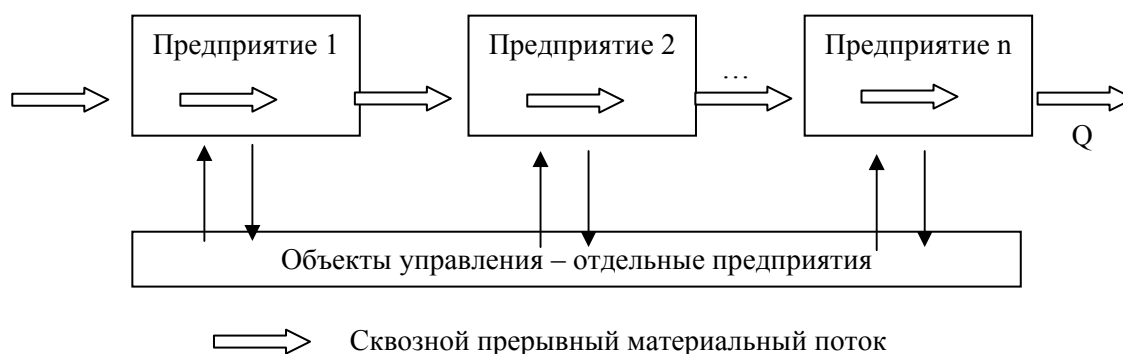 Предприятие 1
Предприятие 2
Предприятие n
…
Q
Объекты управления – отдельные предприятия
Сквозной прерывный материальный поток